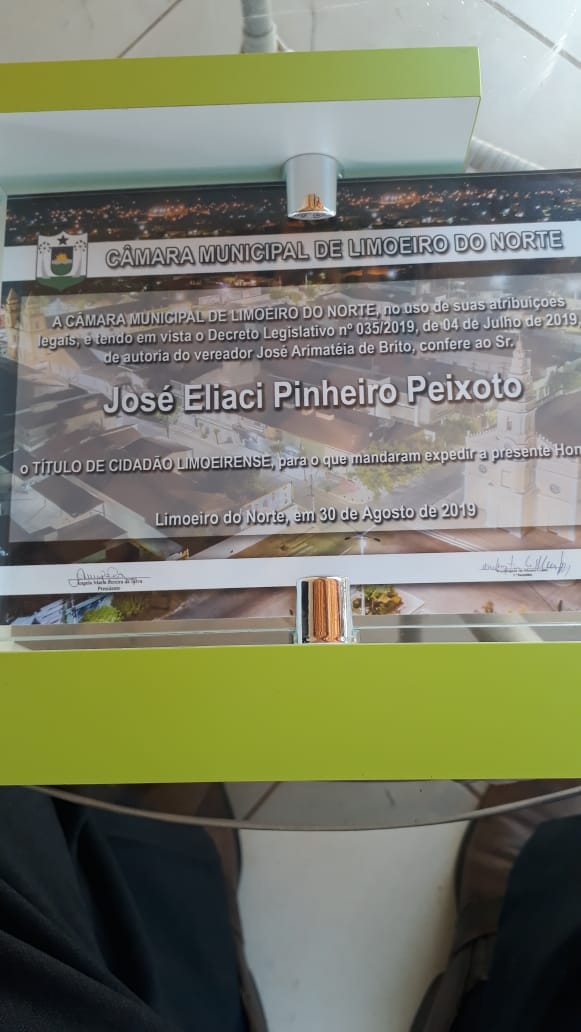 CÂMARA MUNICIPAL DE LIMOEIRO DO NORTE
A CÂMARA MUNICIPAL DE LIMOEIRO DO NORTE, no uso de suas atribuições
legais, e tendo em vista o Decreto Legislativo nº 035/2019, de 04 de Julho de 2019,
de autoria do vereador José Arimatéia de Brito, confere ao Sr.
José Eliaci Pinheiro Peixoto
o TÍTULO DE CIDADÃO LIMOEIRENSE, para o que mandaram expedir a presente Hon
Limoeiro do Norte, em 30 de Agosto de 2019
Presidente